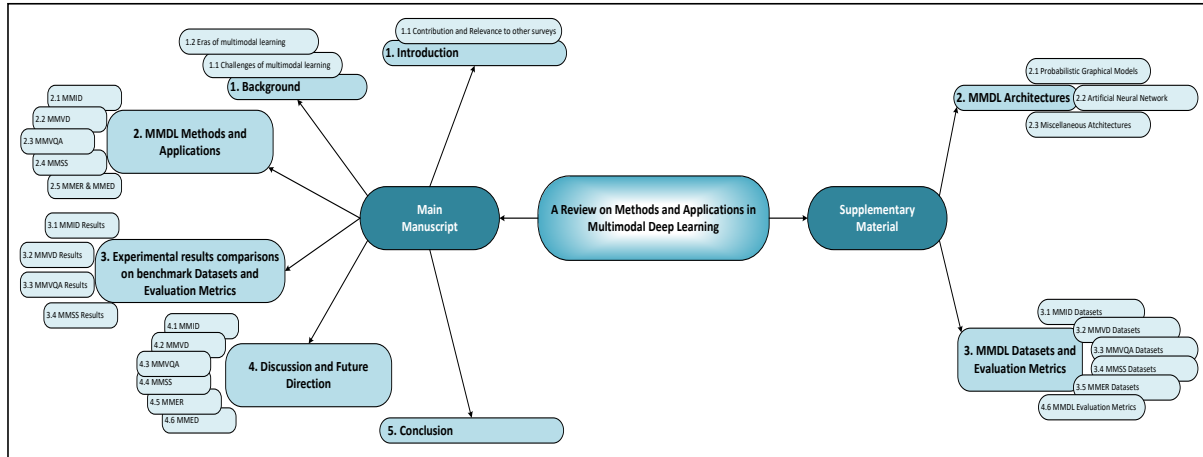 1.1 Contribution and Relevance to other surveys
1. Introduction
1.2 Eras of multimodal learning
1.1 Challenges of multimodal learning
1. Background
2.1 MMID
2.2 MMVD
2.3 MMVQA
2.4 MMSS
2.5 MMER & MMED
2. MMDL Methods and
Applications
3.1 MMID Results
3.2 MMVD Results
3.3 MMVQA Results
3.4 MMSS Results
3. Experimental results comparisons
on benchmark Datasets and
Evaluation Metrics
4.1 MMID
4.2 MMVD
4.3 MMVQA
4.4 MMSS
4.5 MMER
4.6 MMED
4. Discussion and Future
Direction
5. Conclusion
Main
Manuscript
A Review on Methods and Applications in
Multimodal Deep Learning
Supplementary
Material
2.1 Probabilistic Graphical Models
2. MMDL Architectures
2.2 Artificial Neural Network
2.3 Miscellaneous Atchitectures
3.1 MMID Datasets
3.2 MMVD Datasets
3.3 MMVQA Datasets
3.4 MMSS Datasets
3.5 MMER Datasets
4.6 MMDL Evaluation Metrics
3. MMDL Datasets and
Evaluation Metrics